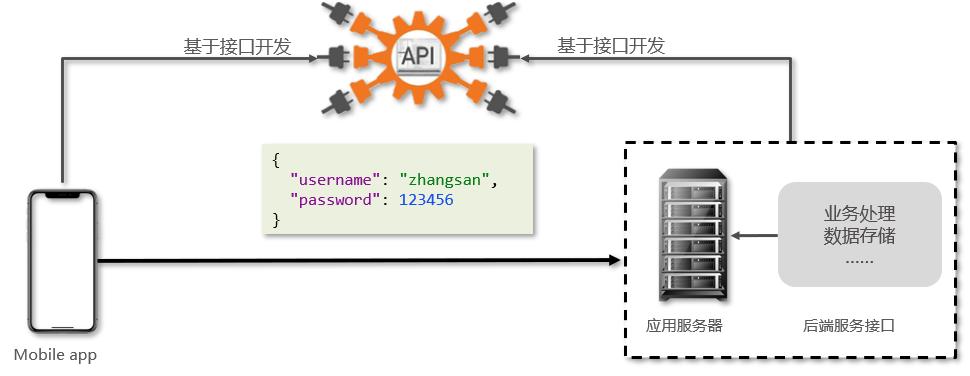 基于接口开发
API
基于接口开发
{
"username": "zhangsan",
"password": 123456
}
业务处理
数据存储
......
应用服务器
后端服务接口
Mobile app